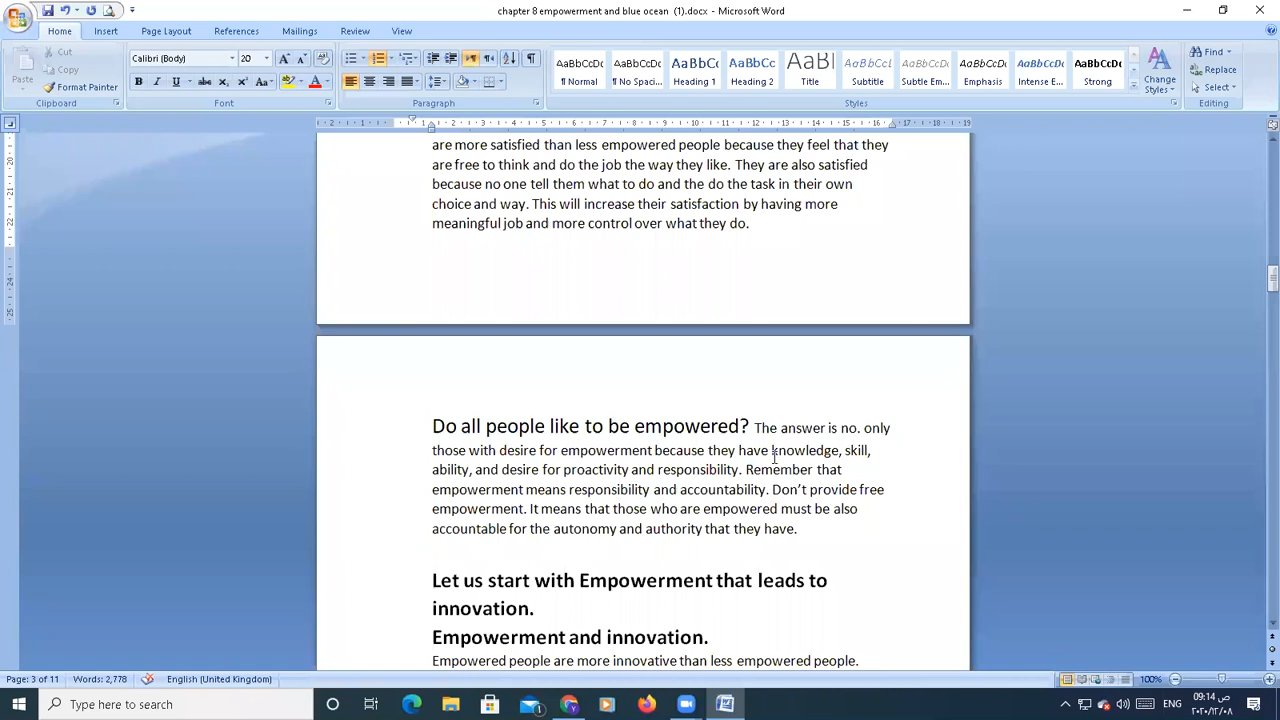 chapter 8 empowerment and blue ocean (1).docx - Microsoft Word
Home Insert Page Layout References Mailings Review View
Cut
Copy
Format Painter
Paste
Clipboard
Calibri (Body) 20
Font
Paragraph
¶ Normal
¶ No Spaci...
Heading 1
Heading 2
Title
Subtitle
Subtle Em...
Emphasis
Intense E...
Strong
Change Styles
Styles
Find
Replace
Select
Editing
are more satisfied than less empowered people because they feel that they
are free to think and do the job the way they like. They are also satisfied
because no one tell them what to do and the do the task in their own
choice and way. This will increase their satisfaction by having more
meaningful job and more control over what they do.
Do all people like to be empowered? The answer is no. only
those with desire for empowerment because they have knowledge, skill,
ability, and desire for proactivity and responsibility. Remember that
empowerment means responsibility and accountability. Don't provide free
empowerment. It means that those who are empowered must be also
accountable for the autonomy and authority that they have.
Let us start with Empowerment that leads to
innovation.
Empowerment and innovation.
Empowered people are more innovative than less empowered people.
Page: 3 of 11 Words: 2,778 English (United Kingdom) 100%
Type here to search
ENG
09:14 ص
٢٠٢٠/١٢/٠٨